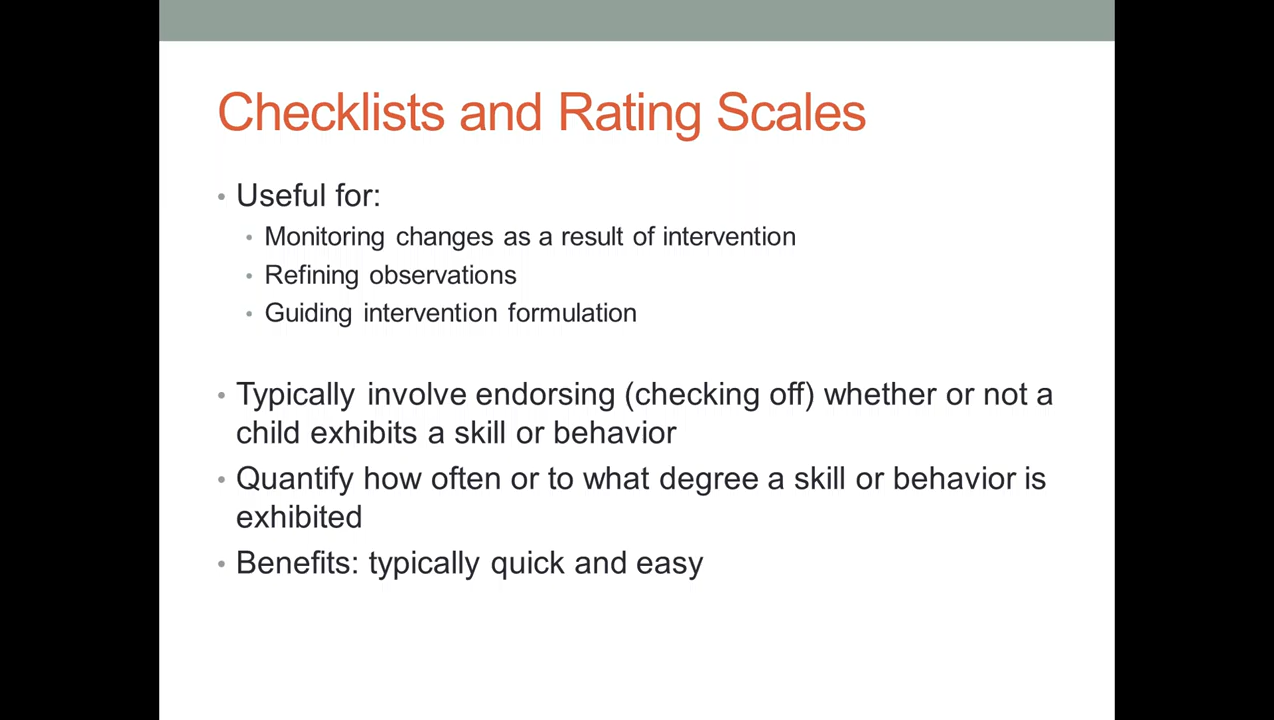 Checklists and Rating Scales
• Useful for:
• Monitoring changes as a result of intervention
• Refining observations
• Guiding intervention formulation
• Typically involve endorsing (checking off) whether or not a
child exhibits a skill or behavior
• Quantify how often or to what degree a skill or behavior is
exhibited
• Benefits: typically quick and easy